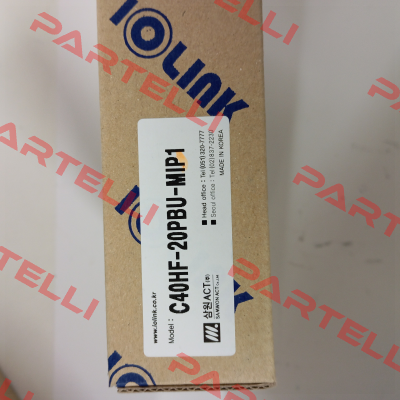 IOLINK
www.iolink.co.kr
Model :
C40HF-20PBU-MIP1
삼원ACT㈜
SAMWON ACT Co.,Ltd.
Head office : Tel (051) 320-7777
Seoul office : Tel (02) 837-2230
MADE IN KOREA
PARTELLI
PARTELLI
PARTELLI
PARTELLI
PARTELLI